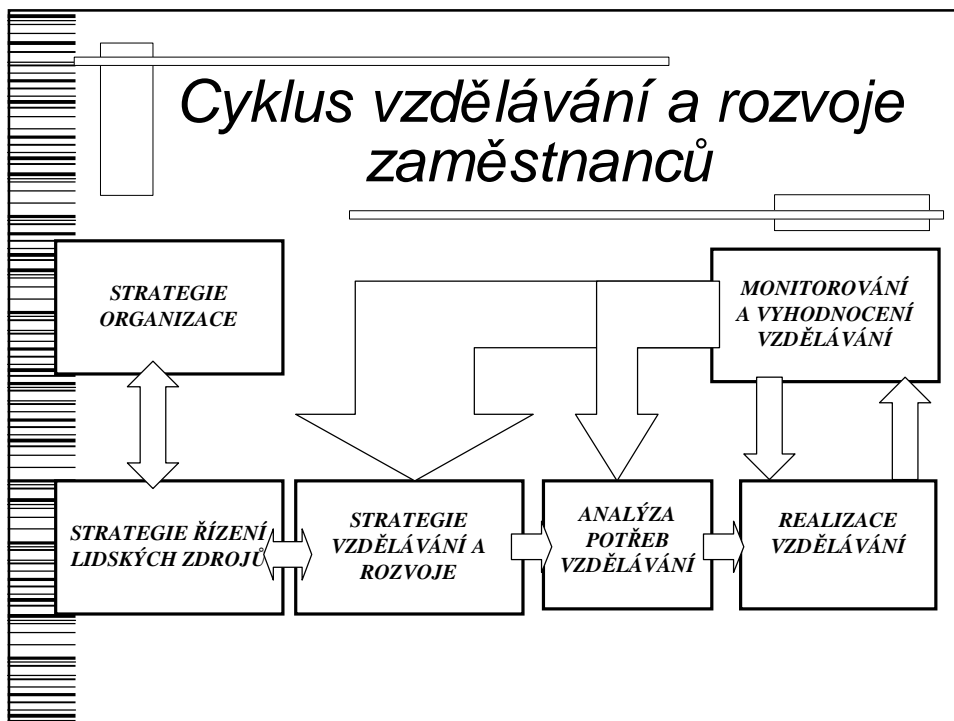 Cyklus vzdělávání a rozvoje
zaměstnanců
STRATEGIE
ORGANIZACE
MONITOROVÁNÍ
A VYHODNOCENÍ
VZDĚLÁVÁNÍ
STRATEGIE ŘÍZENÍ
LIDSKÝCH ZDROJŮ
STRATEGIE
VZDĚLÁVÁNÍ A
ROZVOJE
ANALÝZA
POTŘEB
VZDĚLÁVÁNÍ
REALIZACE
VZDĚLÁVÁNÍ